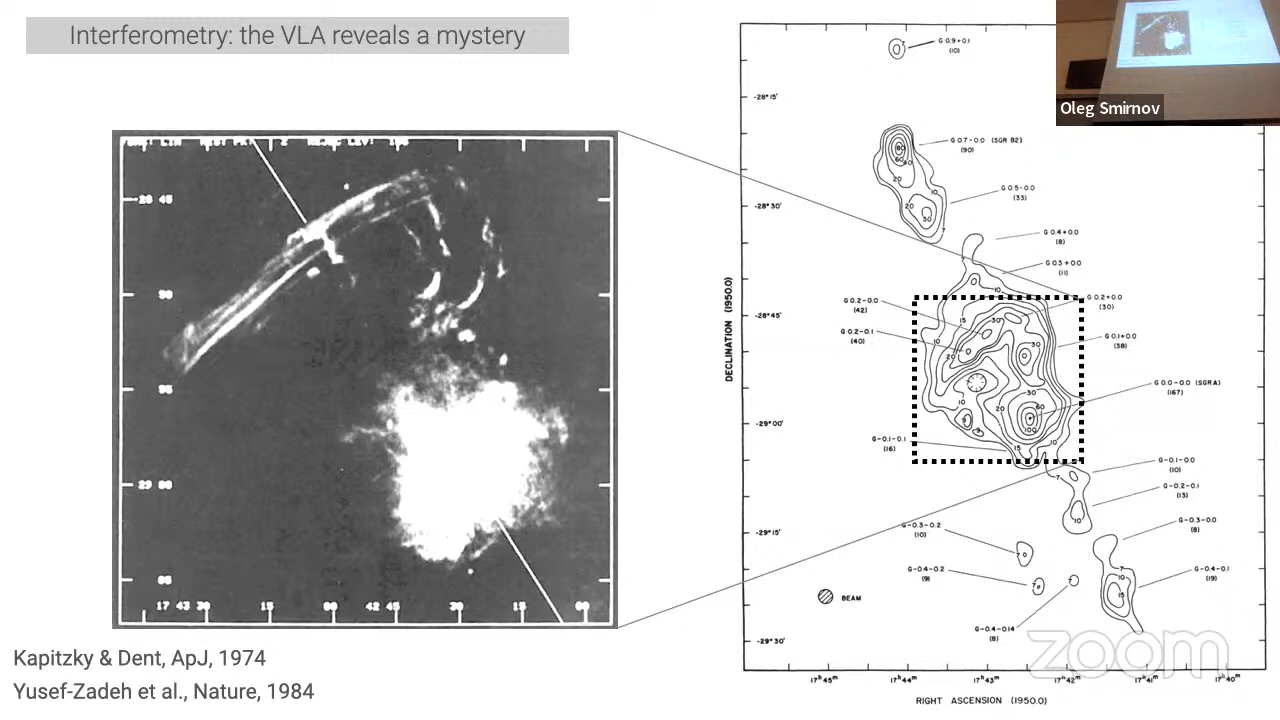 Interferometry: the VLA reveals a mystery
Oleg Smirnov
17 43 30
15
17 42 45
30
15
00
Kapitzky & Dent, ApJ, 1974
Yusef-Zadeh et al., Nature, 1984
DECLINATION (1950.0)
-28°15'
-28°30'
-28°45'
-29°00'
-29°15'
-29°30'
G 0.9+0.1
(10)
G 0.7-0.0 (SGR B2)
(90)
G 0.5-0.0
(33)
G 0.4+0.0
(8)
G 0.3+0.0
(11)
G 0.2-0.0
(42)
G 0.2+0.0
(30)
G 0.2-0.1
(40)
G 0.1+0.0
(38)
G 0.0-0.0 (SGR A)
(167)
G-0.1-0.1
(16)
G-0.1-0.0
(10)
G-0.2-0.1
(13)
G-0.3-0.2
(10)
G-0.3-0.0
(8)
G-0.4-0.2
(9)
G-0.4-0.1
(19)
G-0.4-0.14
(8)
BEAM
zoom
17ʰ45ᵐ
17ʰ44ᵐ
17ʰ43ᵐ
17ʰ42ᵐ
17ʰ41ᵐ
17ʰ40ᵐ
RIGHT ASCENSION (1950.0)